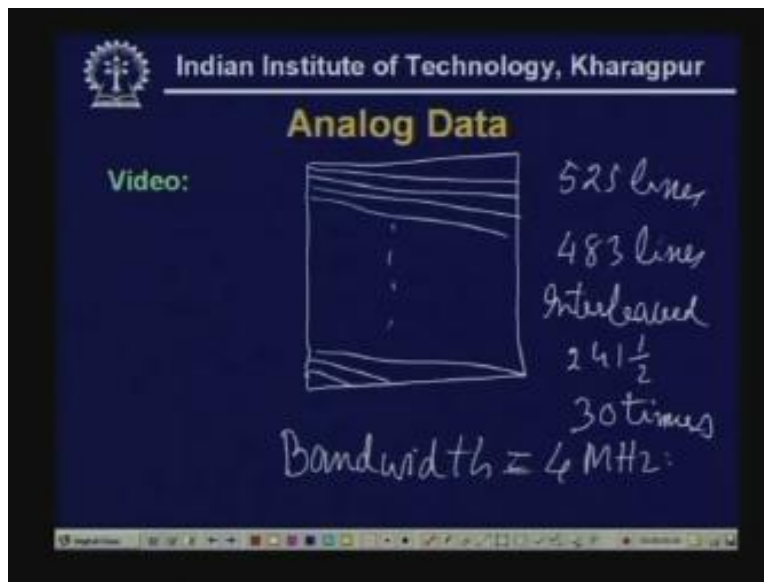 Indian Institute of Technology, Kharagpur
Analog Data
Video:
525 lines
483 lines
Interleaved
241 1/2
30 times
Bandwidth = 4 MHz